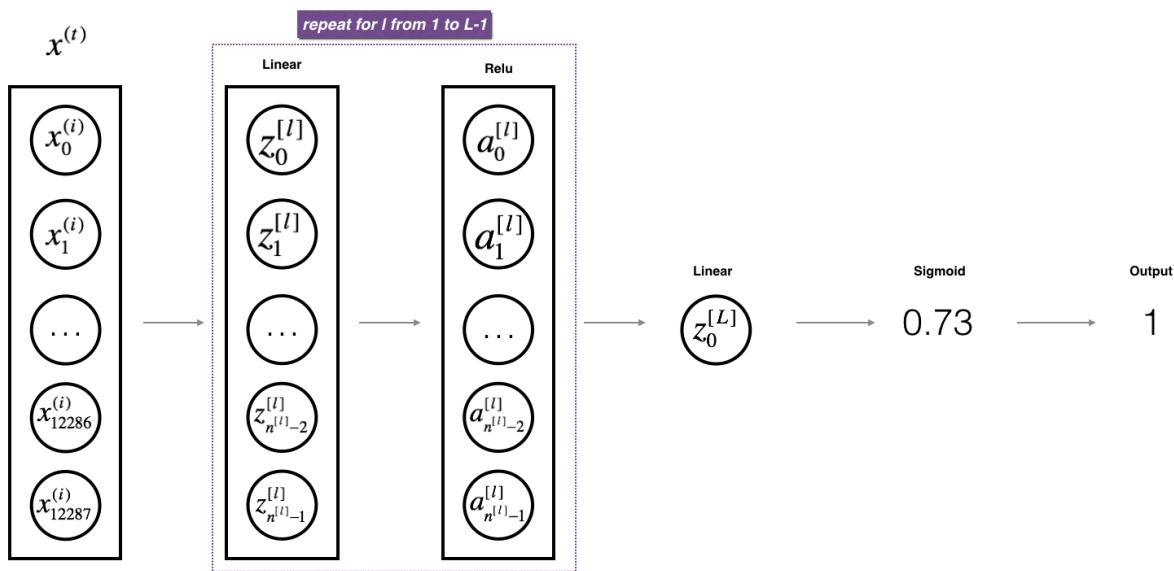 repeat for l from 1 to L-1
x^{(t)}
Linear
Relu
x_0^{(i)}
x_1^{(i)}
...
x_{12286}^{(i)}
x_{12287}^{(i)}
z_0^{[l]}
z_1^{[l]}
...
z_{n^{[l]}-2}^{[l]}
z_{n^{[l]}-1}^{[l]}
a_0^{[l]}
a_1^{[l]}
...
a_{n^{[l]}-2}^{[l]}
a_{n^{[l]}-1}^{[l]}
Linear
z_0^{[L]}
Sigmoid
0.73
Output
1